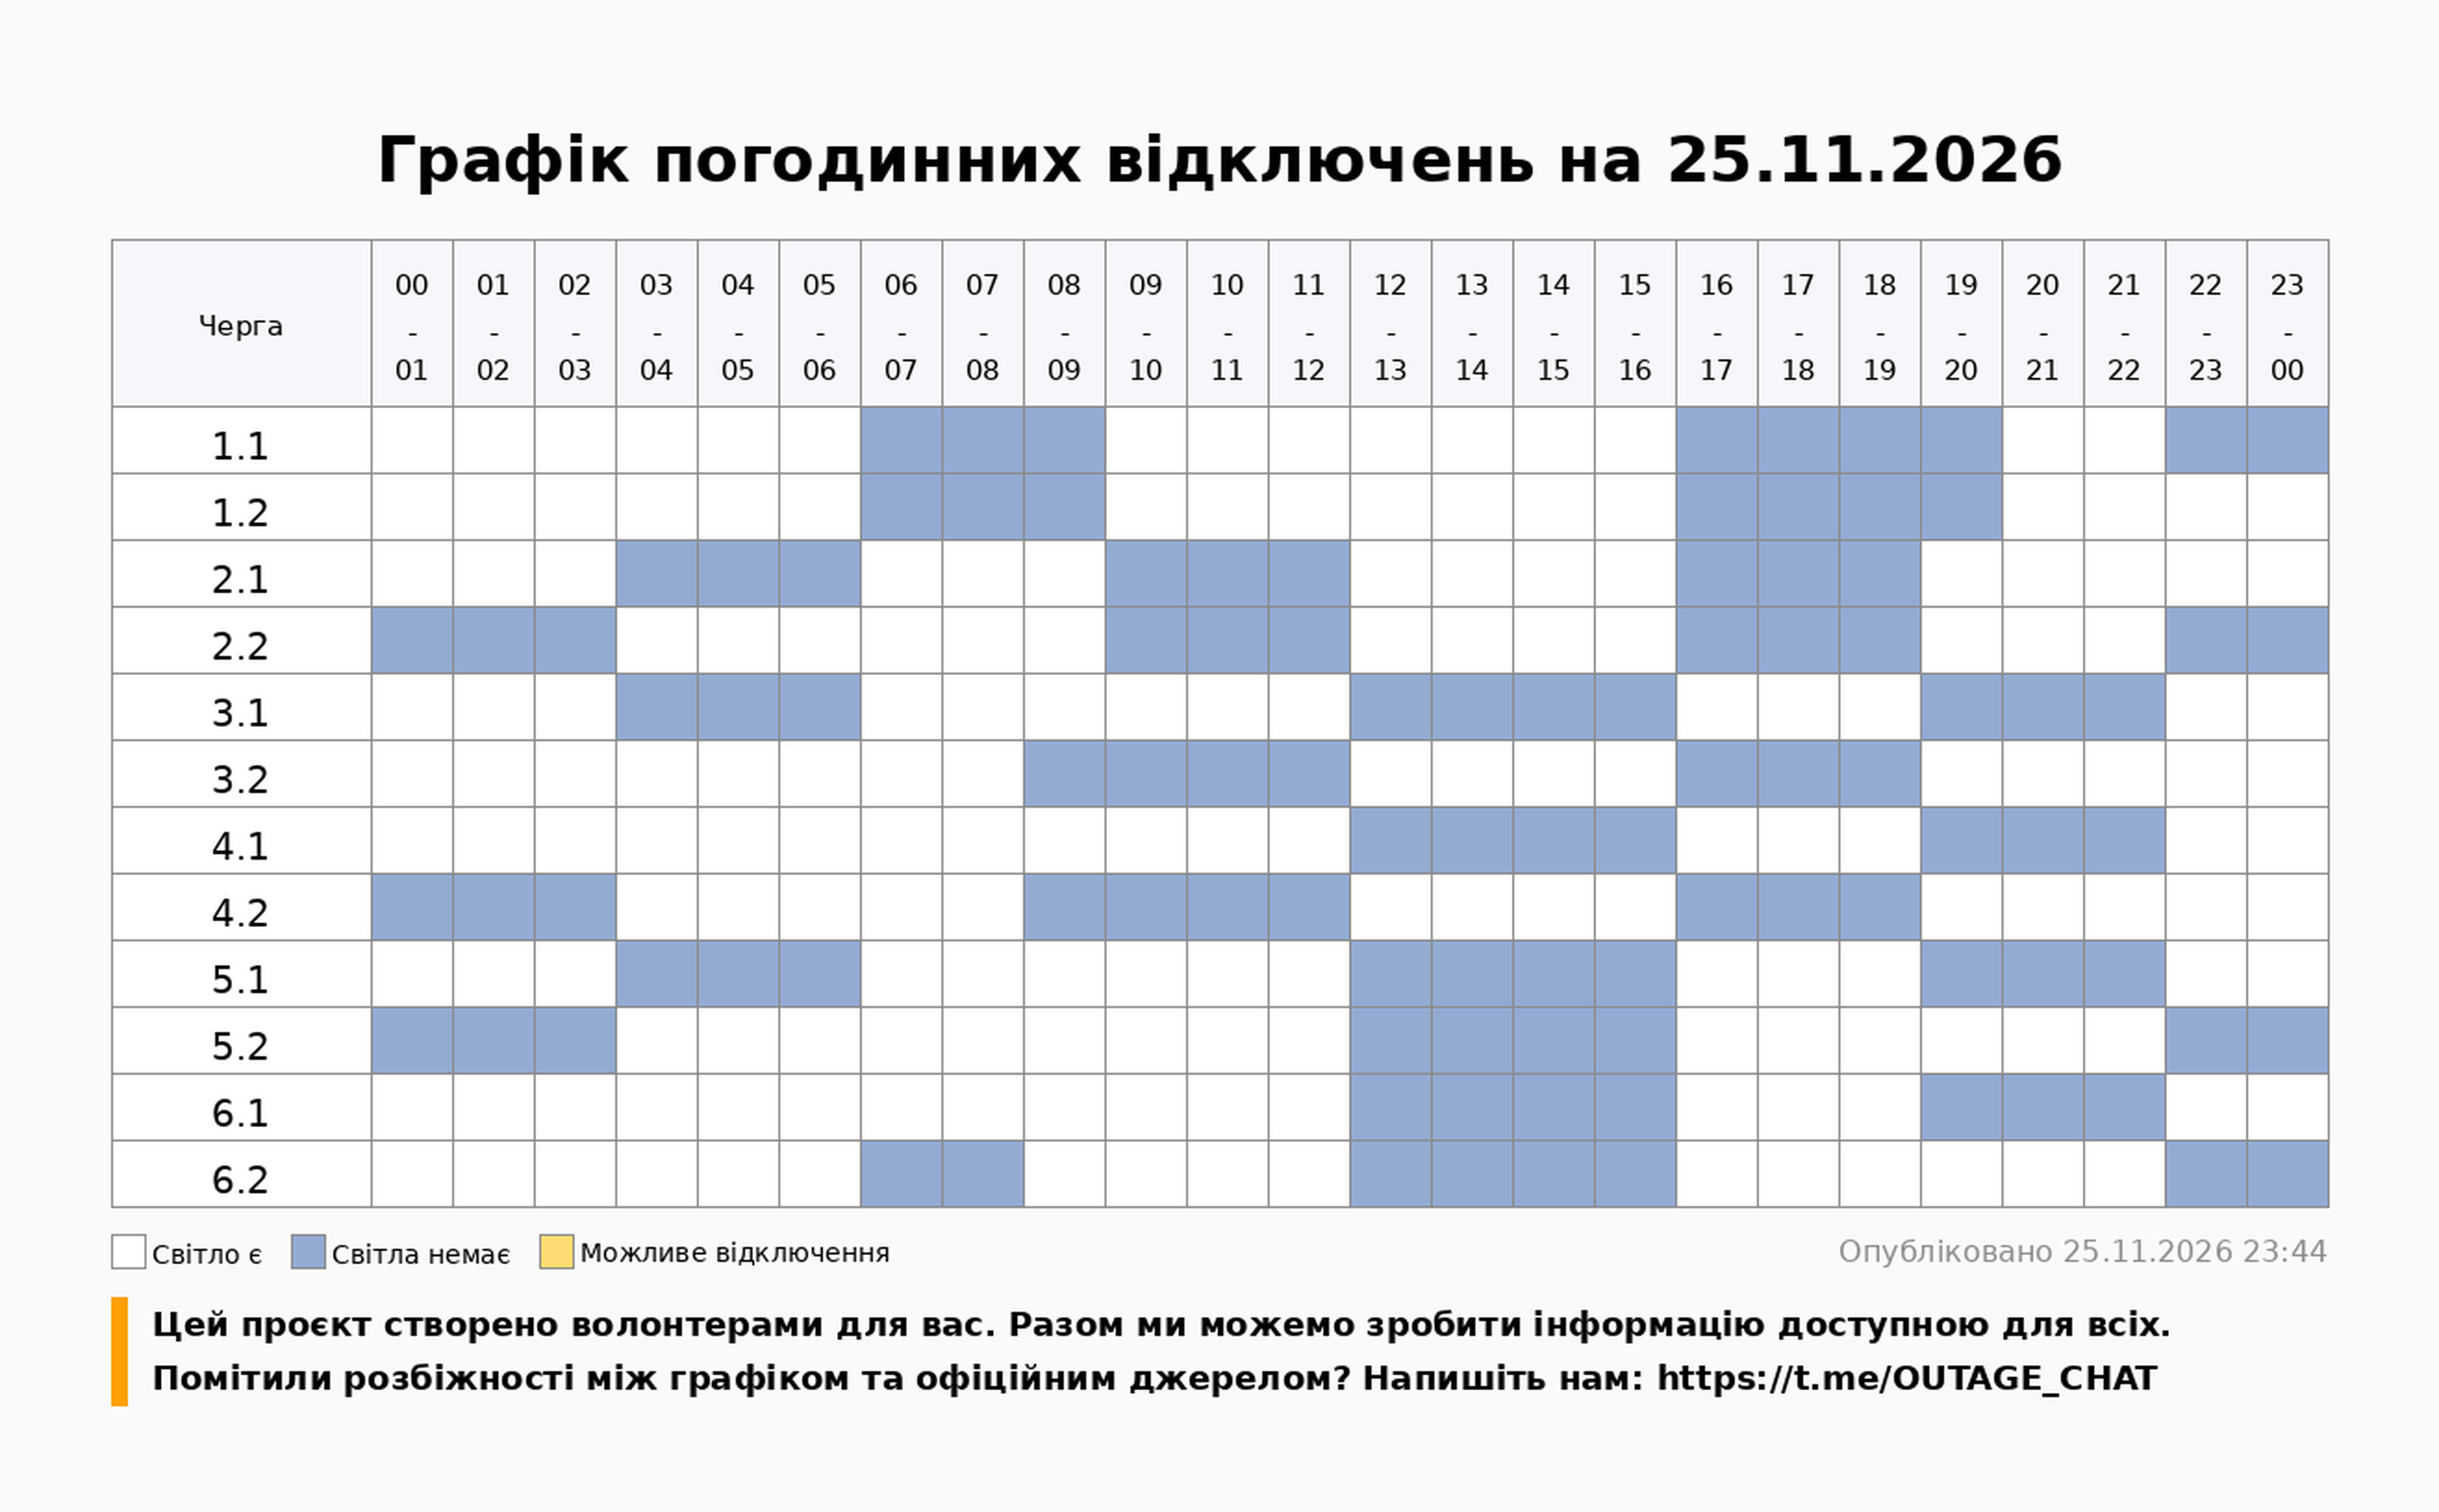 Графік погодинних відключень на 25.11.2026
Черга
00 - 01
01 - 02
02 - 03
03 - 04
04 - 05
05 - 06
06 - 07
07 - 08
08 - 09
09 - 10
10 - 11
11 - 12
12 - 13
13 - 14
14 - 15
15 - 16
16 - 17
17 - 18
18 - 19
19 - 20
20 - 21
21 - 22
22 - 23
23 - 00
1.1
1.2
2.1
2.2
3.1
3.2
4.1
4.2
5.1
5.2
6.1
6.2
Світло є
Світла немає
Можливе відключення
Опубліковано 25.11.2026 23:44
Цей проєкт створено волонтерами для вас. Разом ми можемо зробити інформацію доступною для всіх.
Помітили розбіжності між графіком та офіційним джерелом? Напишіть нам: https://t.me/OUTAGE_CHAT